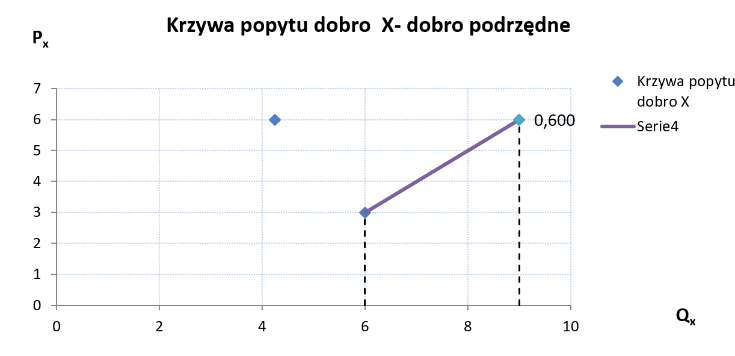 Krzywa popytu dobro  X- dobro podrzędne
Px
7
6
5
4
3
2
1
0
0,600
0 2 4 6 8 10
Qx
Krzywa popytu
dobro X
Serie4